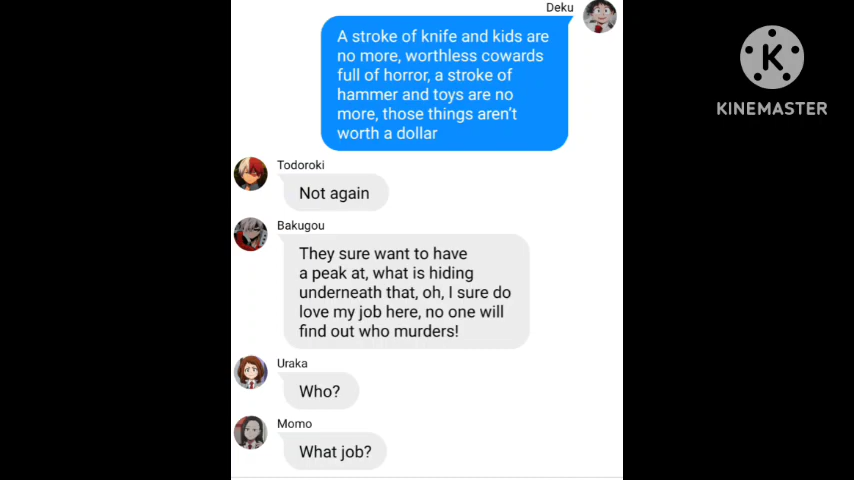 Deku
A stroke of knife and kids are
no more, worthless cowards
full of horror, a stroke of
hammer and toys are no
more, those things aren't
worth a dollar
KINEMASTER
Todoroki
Not again
Bakugou
They sure want to have
a peak at, what is hiding
underneath that, oh, I sure do
love my job here, no one will
find out who murders!
Uraka
Who?
Momo
What job?